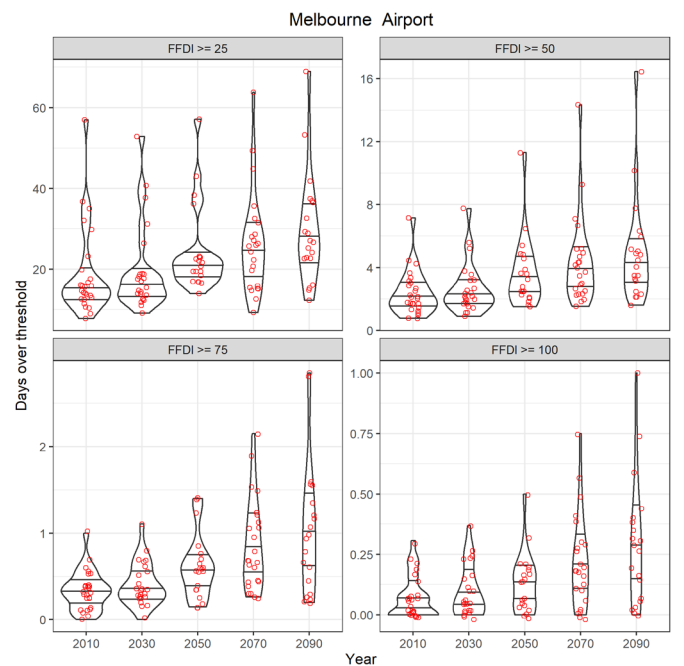 Melbourne Airport
FFDI >= 25
FFDI >= 50
60
40
20
16
12
8
4
0
Days over threshold
FFDI >= 75
FFDI >= 100
2
1
0
1.00
0.75
0.50
0.25
0.00
2010 2030 2050 2070 2090
2010 2030 2050 2070 2090
Year